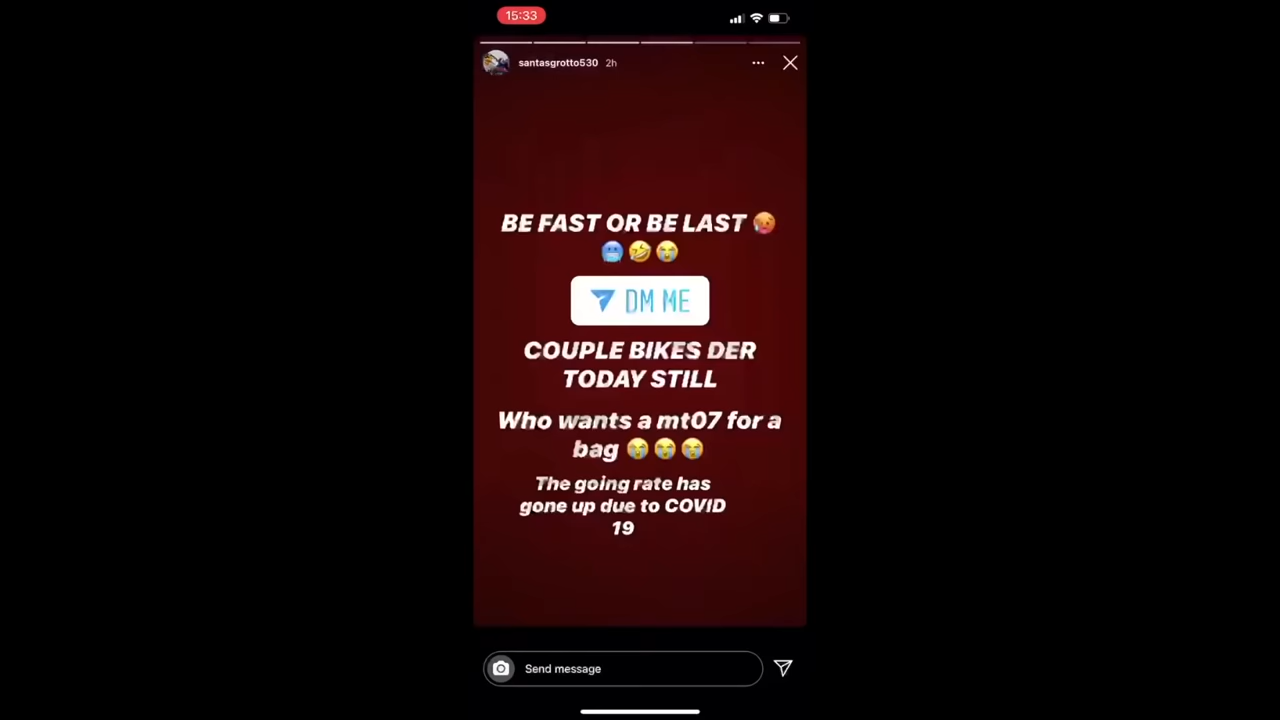 15:33
santasgrotto530 2h
BE FAST OR BE LAST 🥵
🥶🤣😭
DM ME
COUPLE BIKES DER
TODAY STILL
Who wants a mt07 for a
bag 😭😭😭
The going rate has
gone up due to COVID
19
Send message